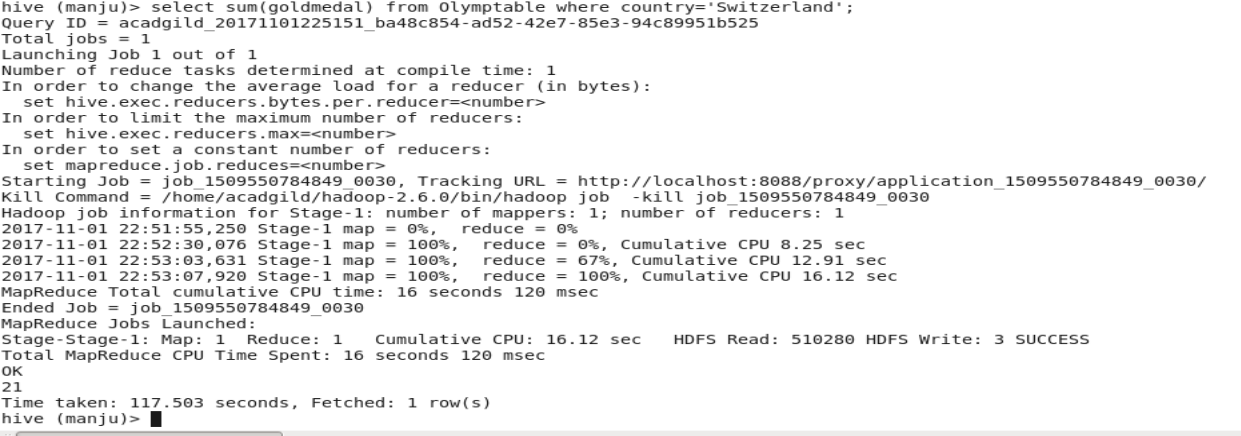 hive (manju)> select sum(goldmedal) from Olymptable where country='Switzerland';
Query ID = acadgild_20171101225151_ba48c854-ad52-42e7-85e3-94c89951b525
Total jobs = 1
Launching Job 1 out of 1
Number of reduce tasks determined at compile time: 1
In order to change the average load for a reducer (in bytes):
  set hive.exec.reducers.bytes.per.reducer=<number>
In order to limit the maximum number of reducers:
  set hive.exec.reducers.max=<number>
In order to set a constant number of reducers:
  set mapreduce.job.reduces=<number>
Starting Job = job_1509550784849_0030, Tracking URL = http://localhost:8088/proxy/application_1509550784849_0030/
Kill Command = /home/acadgild/hadoop-2.6.0/bin/hadoop job  -kill job_1509550784849_0030
Hadoop job information for Stage-1: number of mappers: 1; number of reducers: 1
2017-11-01 22:51:55,250 Stage-1 map = 0%,  reduce = 0%
2017-11-01 22:52:30,076 Stage-1 map = 100%,  reduce = 0%, Cumulative CPU 8.25 sec
2017-11-01 22:53:03,631 Stage-1 map = 100%,  reduce = 67%, Cumulative CPU 12.91 sec
2017-11-01 22:53:07,920 Stage-1 map = 100%,  reduce = 100%, Cumulative CPU 16.12 sec
MapReduce Total cumulative CPU time: 16 seconds 120 msec
Ended Job = job_1509550784849_0030
MapReduce Jobs Launched:
Stage-Stage-1: Map: 1  Reduce: 1   Cumulative CPU: 16.12 sec   HDFS Read: 510280 HDFS Write: 3 SUCCESS
Total MapReduce CPU Time Spent: 16 seconds 120 msec
OK
21
Time taken: 117.503 seconds, Fetched: 1 row(s)
hive (manju)>